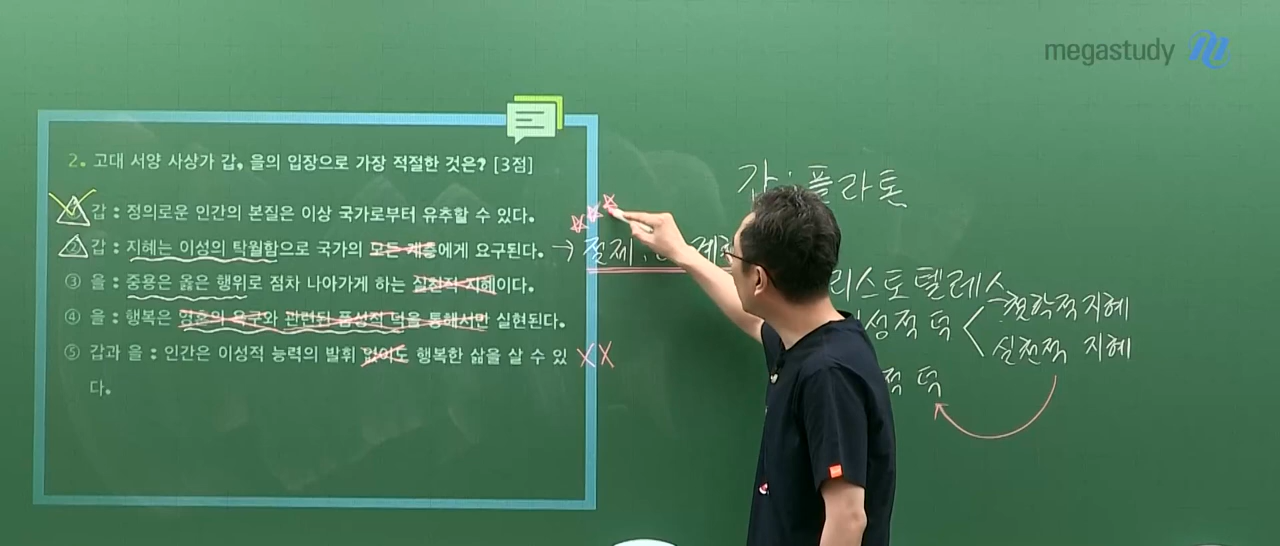 megastudy
2. 고대 서양 사상가 갑, 을의 입장으로 가장 적절한 것은? [3점]
① 갑 : 정의로운 인간의 본질은 이상 국가로부터 유추할 수 있다.
② 갑 : 지혜는 이성의 탁월함으로 국가의 모든 계층에게 요구된다.
③ 을 : 중용은 옳은 행위로 점차 나아가게 하는 실천적 지혜이다.
④ 을 : 행복은 영혼의 욕구와 관련된 품성적 덕을 통해서만 실현된다.
⑤ 갑과 을 : 인간은 이성적 능력의 발휘 없이도 행복한 삶을 살 수 있
다.
→ 절제 :
XX
갑 : 플라톤
리스토텔레스
성적 덕
철학적 지혜
실천적 지혜
적 덕